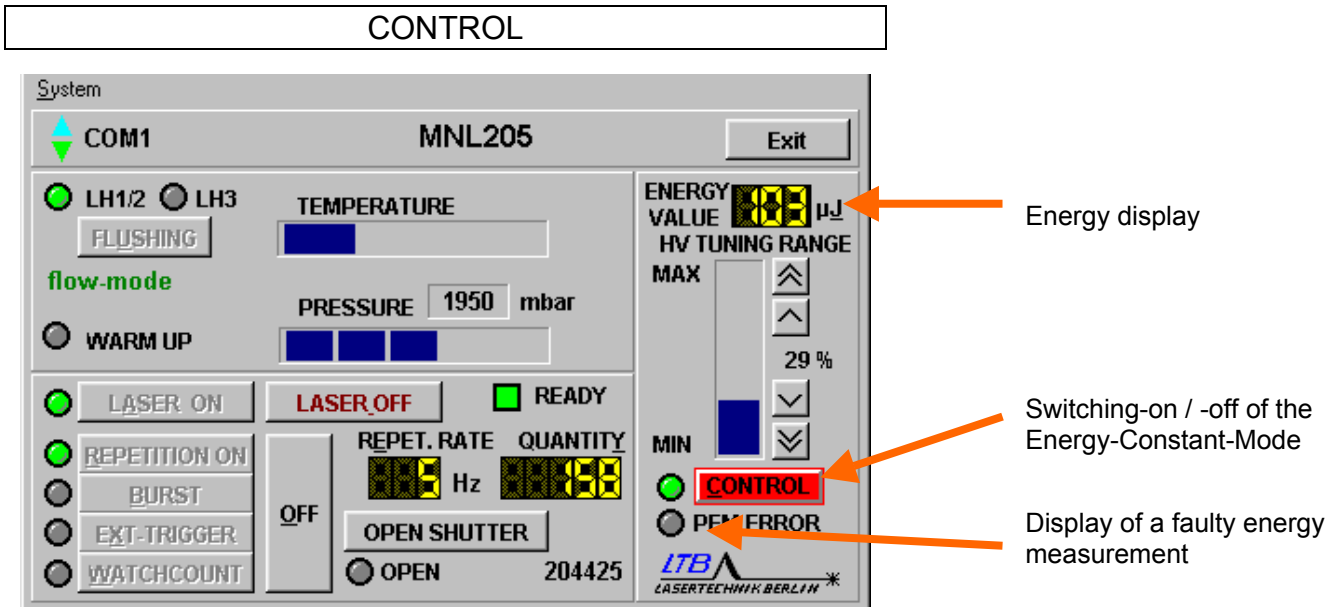 CONTROL
System
COM1 MNL205 Exit
LH1/2 LH3
FLUSHING
flow-mode
WARM UP
TEMPERATURE
PRESSURE 1950 mbar
ENERGY
VALUE µJ
HV TUNING RANGE
MAX
29 %
MIN
CONTROL
PEM ERROR
LTB
LASERTECHNIK BERLIN
LASER ON LASER OFF READY
REPETITION ON
BURST
EXT-TRIGGER
WATCHCOUNT
OFF
REPET. RATE QUANTITY
Hz
OPEN SHUTTER
OPEN 204425
Energy display
Switching-on / -off of the
Energy-Constant-Mode
Display of a faulty energy
measurement